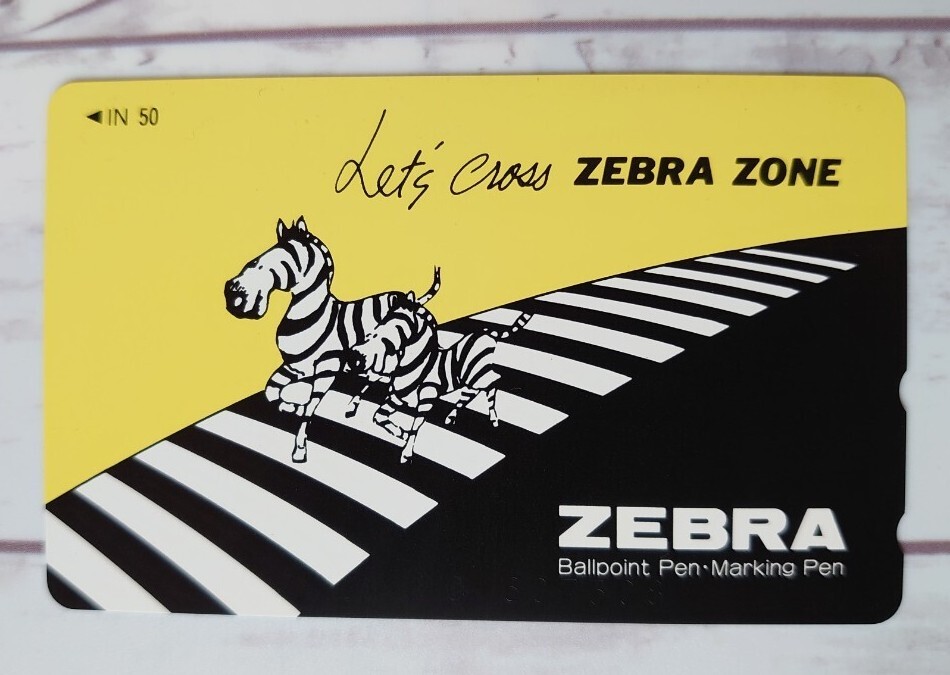 ◀IN 50
Let's Cross ZEBRA ZONE
ZEBRA
Ballpoint Pen·Marking Pen